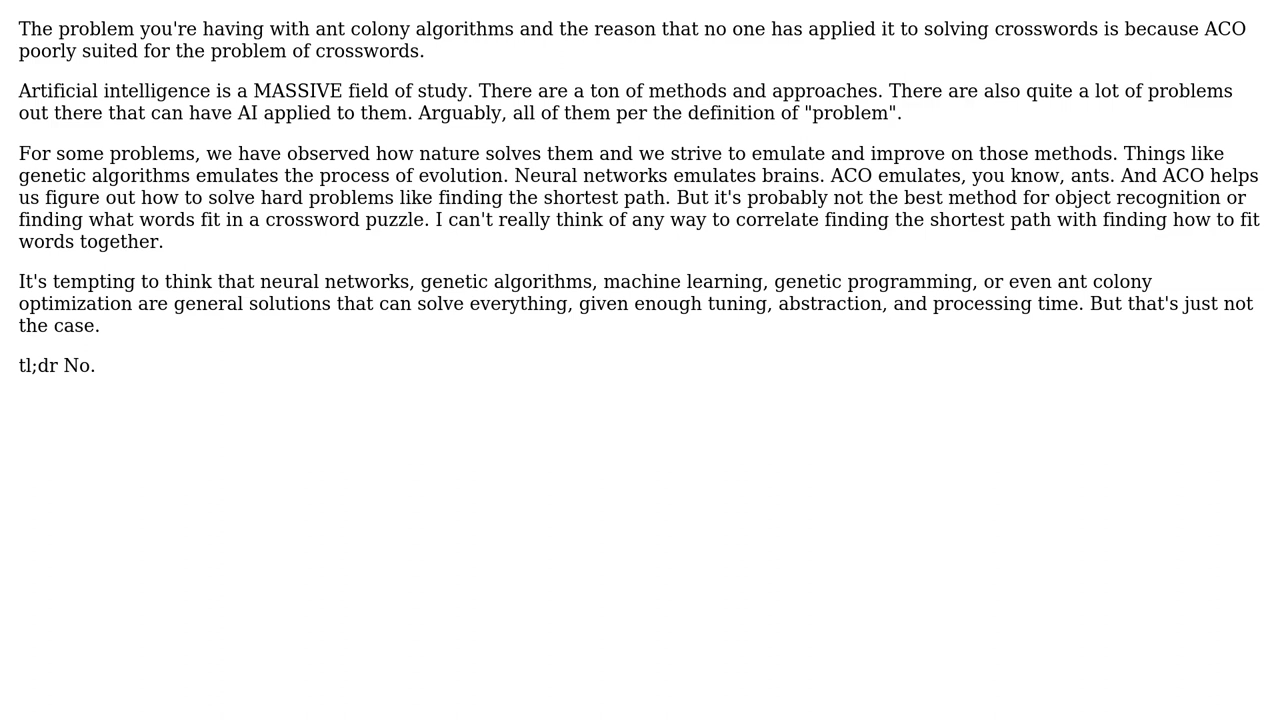 The problem you're having with ant colony algorithms and the reason that no one has applied it to solving crosswords is because ACO
poorly suited for the problem of crosswords.
Artificial intelligence is a MASSIVE field of study. There are a ton of methods and approaches. There are also quite a lot of problems
out there that can have AI applied to them. Arguably, all of them per the definition of "problem".
For some problems, we have observed how nature solves them and we strive to emulate and improve on those methods. Things like
genetic algorithms emulates the process of evolution. Neural networks emulates brains. ACO emulates, you know, ants. And ACO helps
us figure out how to solve hard problems like finding the shortest path. But it's probably not the best method for object recognition or
finding what words fit in a crossword puzzle. I can't really think of any way to correlate finding the shortest path with finding how to fit
words together.
It's tempting to think that neural networks, genetic algorithms, machine learning, genetic programming, or even ant colony
optimization are general solutions that can solve everything, given enough tuning, abstraction, and processing time. But that's just not
the case.
tl;dr No.